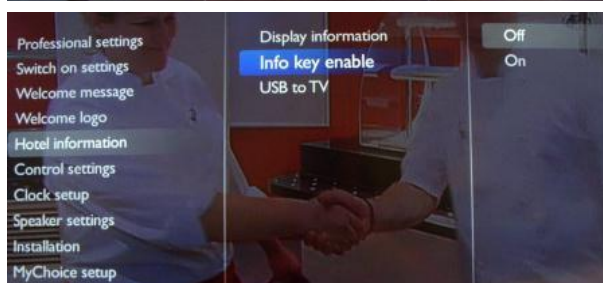 Professional settings
Switch on settings
Welcome message
Welcome logo
Hotel information
Control settings
Clock setup
Speaker settings
Installation
MyChoice setup
Display information
Info key enable
USB to TV
Off
On